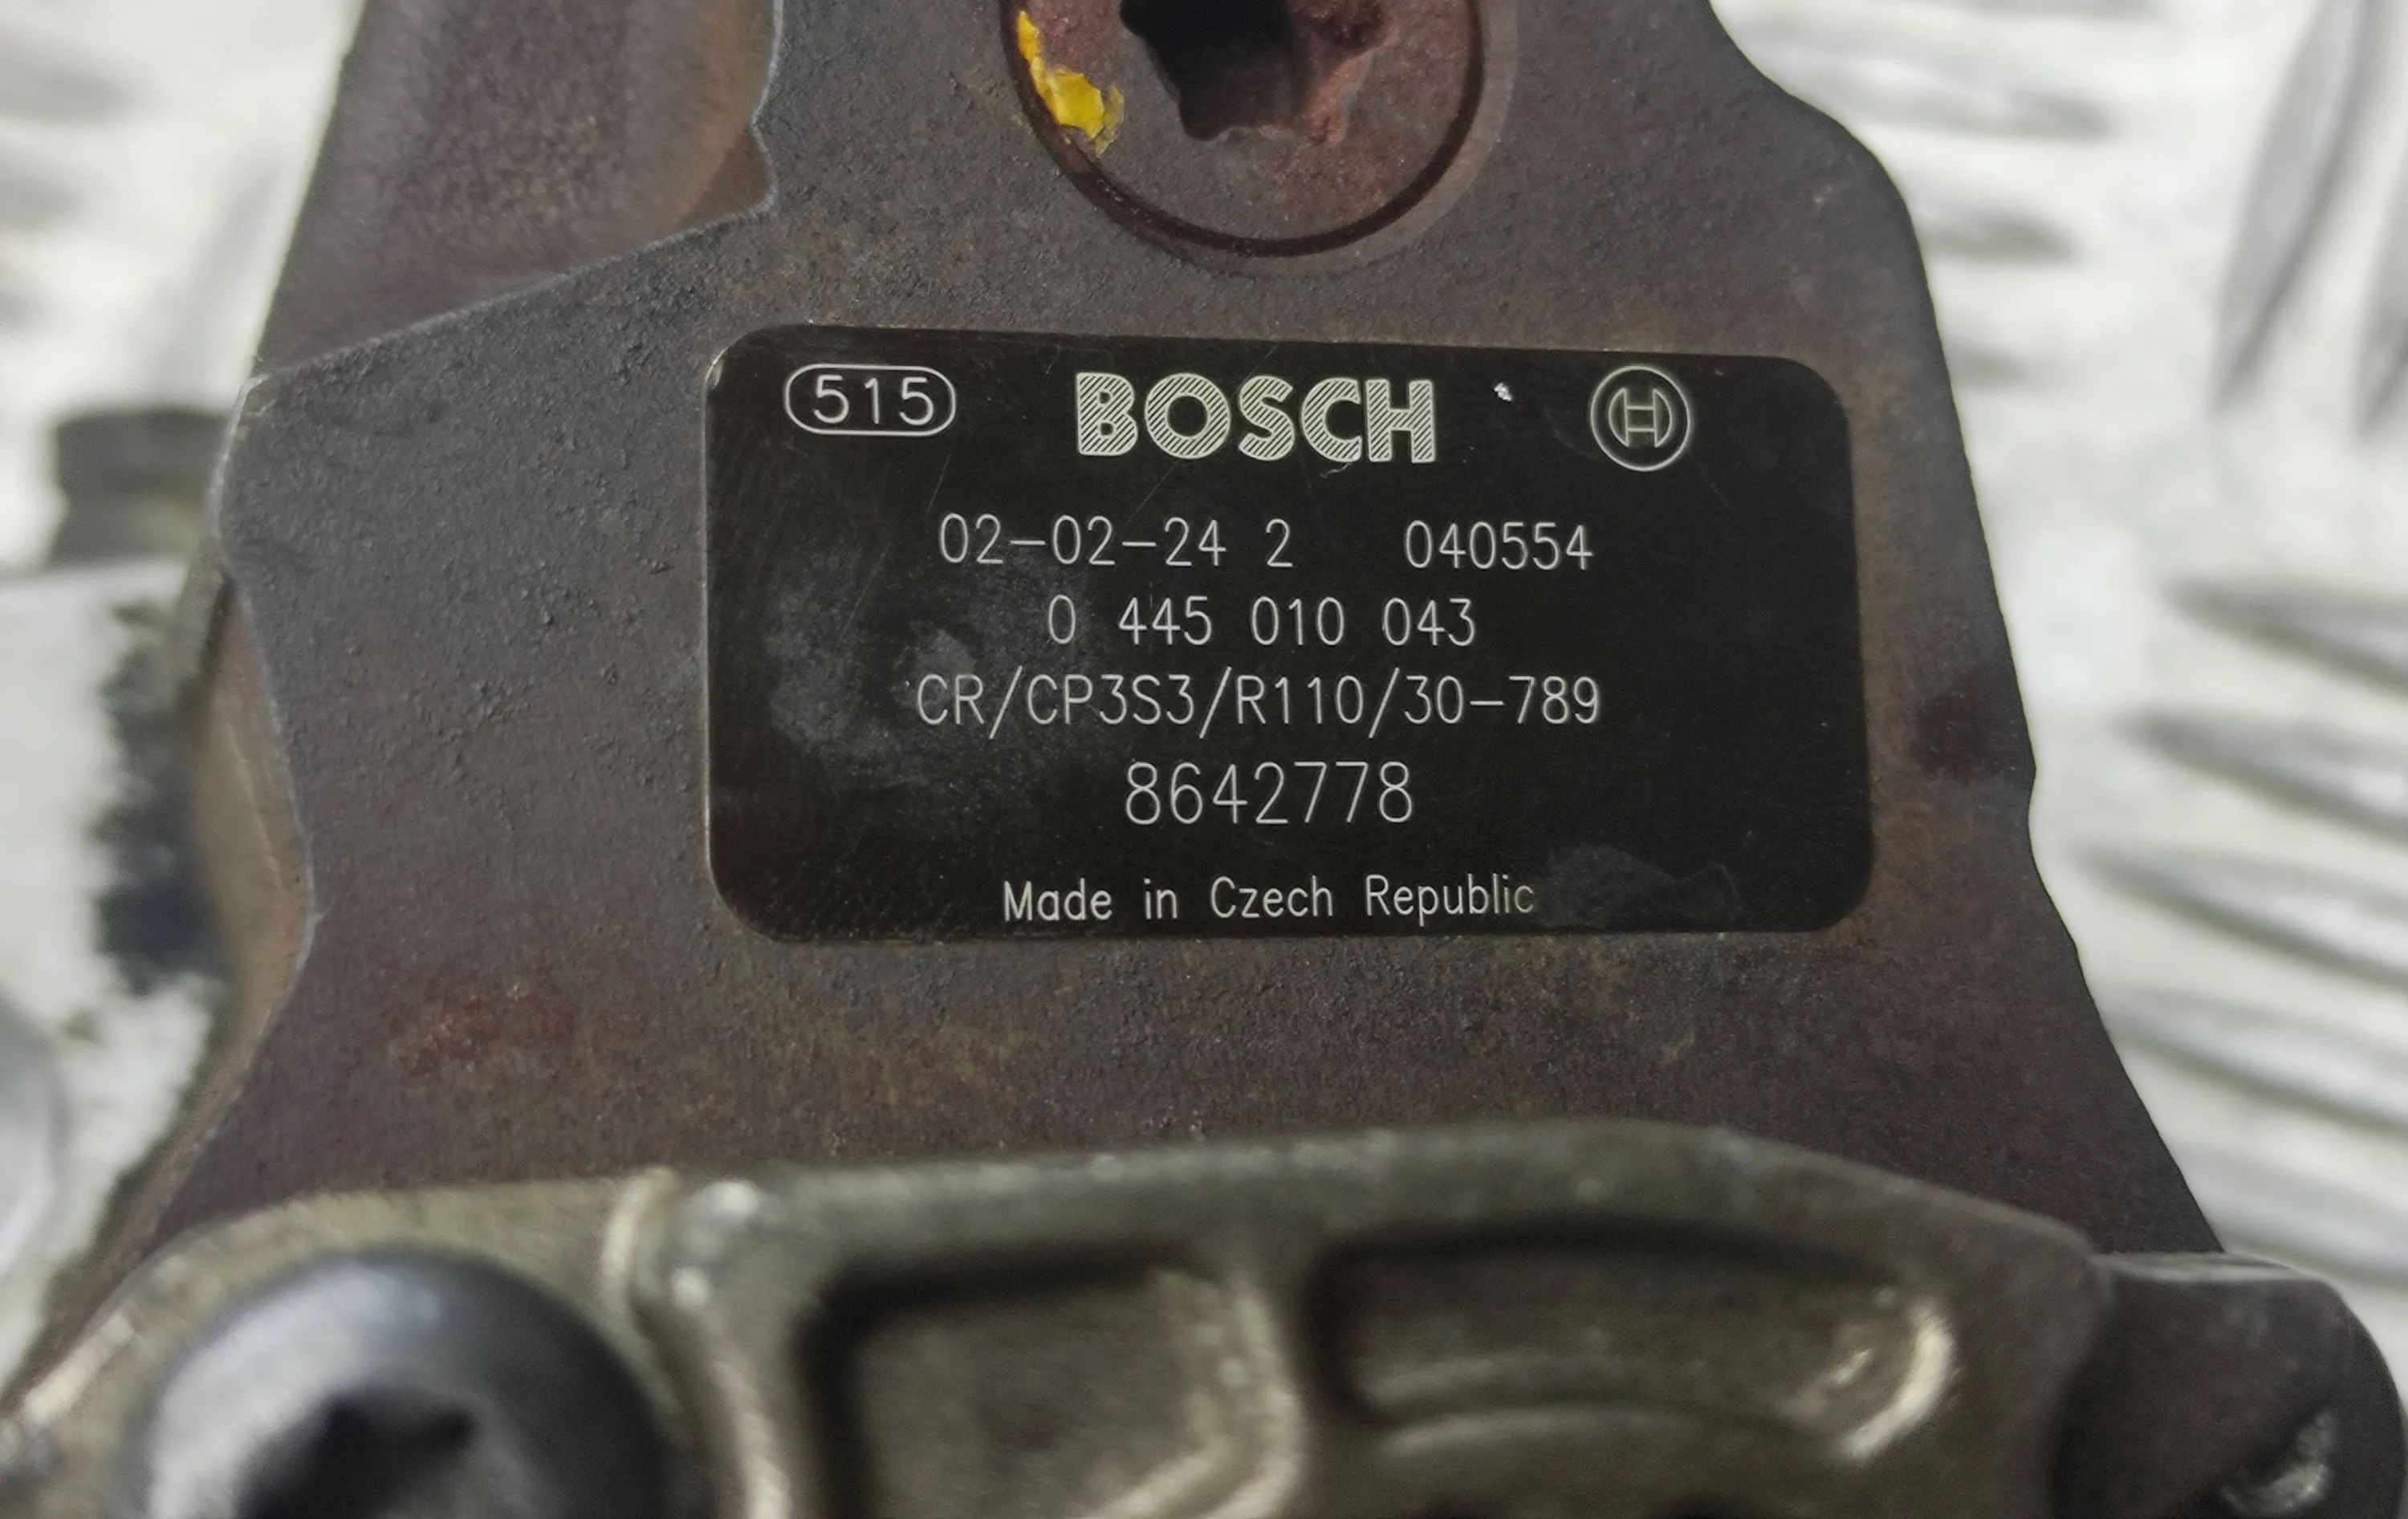 515 BOSCH
02-02-24 2 040554
0 445 010 043
CR/CP3S3/R110/30-789
8642778
Made in Czech Republic